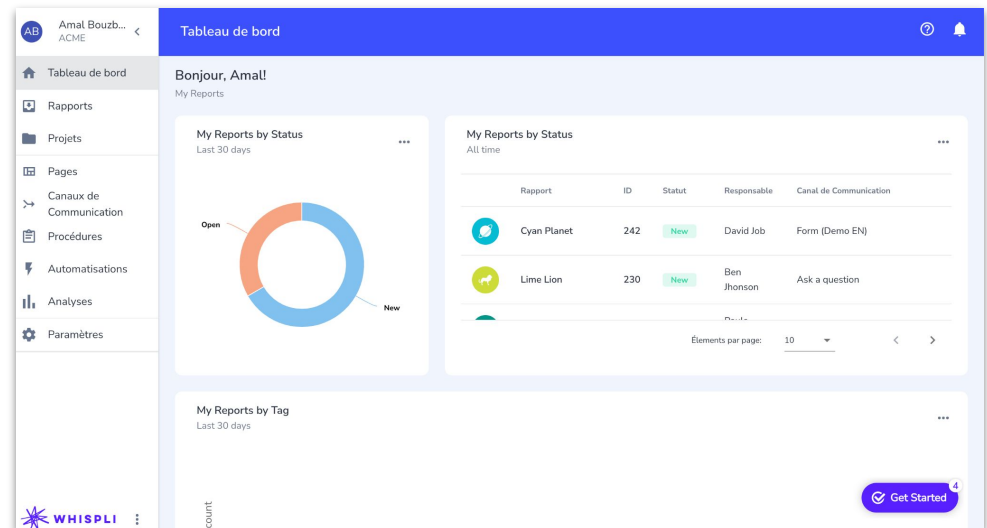 AB
Amal Bouzb...
ACME
Tableau de bord
Tableau de bord
Rapports
Projets
Pages
Canaux de
Communication
Procédures
Automatisations
Analyses
Paramètres
WHISPLI
Bonjour, Amal!
My Reports
My Reports by Status
Last 30 days
Open
New
My Reports by Status
All time
Rapport ID Statut Responsable Canal de Communication
Cyan Planet 242 New David Job Form (Demo EN)
Lime Lion 230 New Ben Jhonson Ask a question
Élements par page: 10
My Reports by Tag
Last 30 days
count
4
Get Started